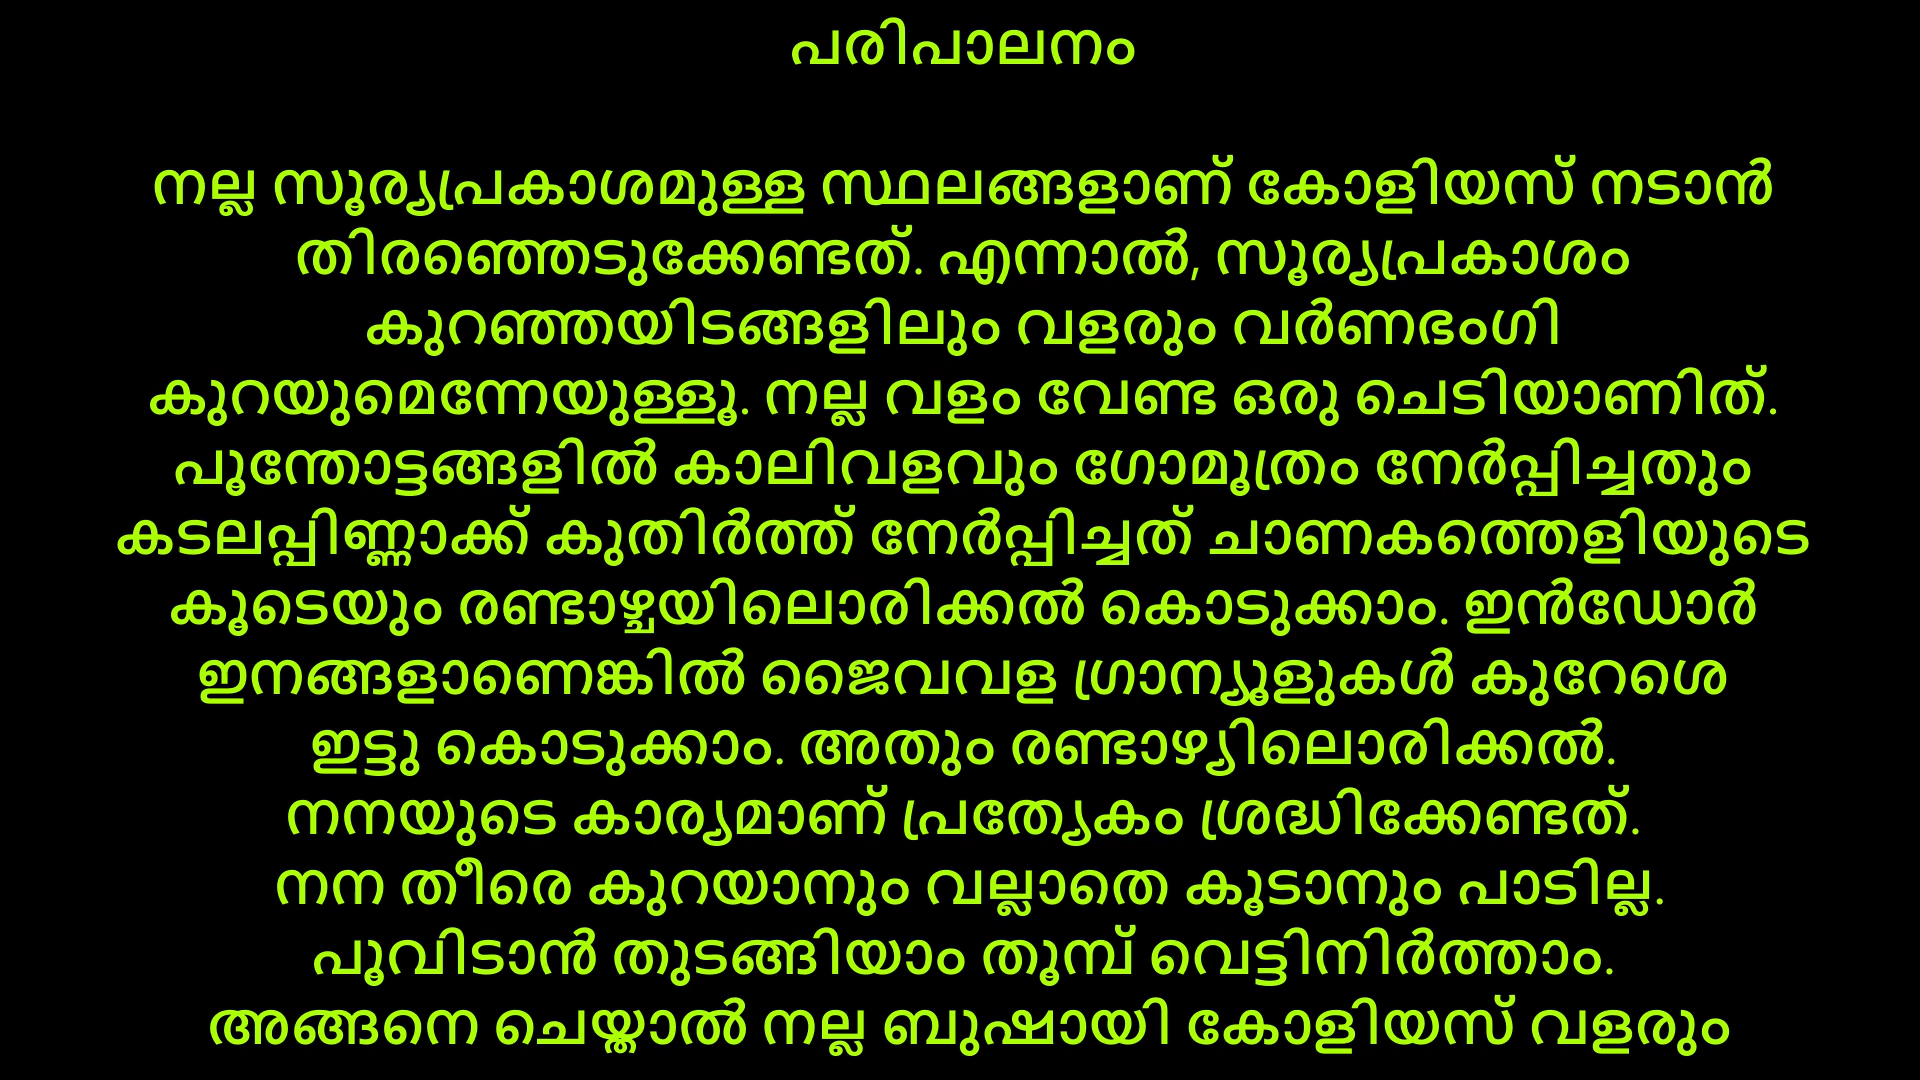 പരിപാലനം
നല്ല സൂര്യപ്രകാശമുള്ള സ്ഥലങ്ങളാണ് കോളിയസ് നടാൻ
തിരഞ്ഞെടുക്കേണ്ടത്. എന്നാൽ, സൂര്യപ്രകാശം
കുറഞ്ഞയിടങ്ങളിലും വളരും വർണഭംഗി
കുറയുമെന്നേയുള്ളൂ. നല്ല വളം വേണ്ട ഒരു ചെടിയാണിത്.
പൂന്തോട്ടങ്ങളിൽ കാലിവളവും ഗോമൂത്രം നേർപ്പിച്ചതും
കടലപ്പിണ്ണാക്ക് കുതിർത്ത് നേർപ്പിച്ചത് ചാണകത്തെളിയുടെ
കൂടെയും രണ്ടാഴ്ചയിലൊരിക്കൽ കൊടുക്കാം. ഇൻഡോർ
ഇനങ്ങളാണെങ്കിൽ ജൈവവള ഗ്രാന്യൂളുകൾ കുറേശെ
ഇട്ടു കൊടുക്കാം. അതും രണ്ടാഴ്യിലൊരിക്കൽ.
നനയുടെ കാര്യമാണ് പ്രത്യേകം ശ്രദ്ധിക്കേണ്ടത്.
നന തീരെ കുറയാനും വല്ലാതെ കൂടാനും പാടില്ല.
പൂവിടാൻ തുടങ്ങിയാം തൂമ്പ് വെട്ടിനിർത്താം.
അങ്ങനെ ചെയ്താൽ നല്ല ബുഷായി കോളിയസ് വളരും